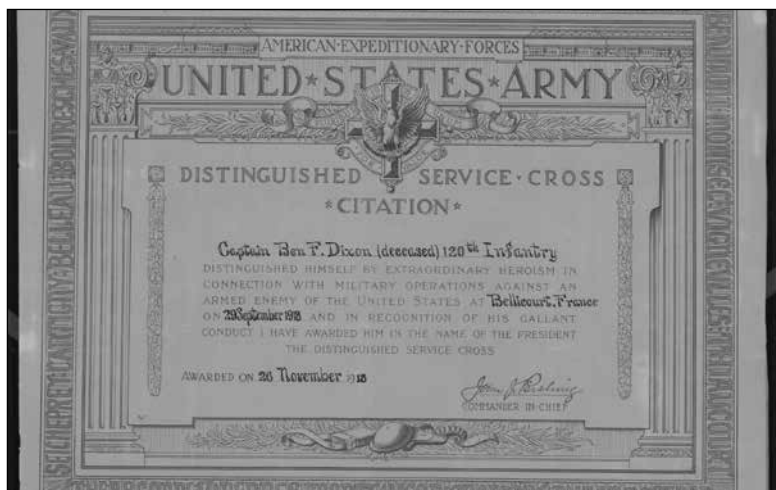 AMERICAN·EXPEDITIONARY·FORCES
UNITED★STATES★ARMY
DISTINGUISHED SERVICE·CROSS
★CITATION★
Captain Ben F. Dixon (deceased) 120th Infantry
DISTINGUISHED HIMSELF BY EXTRAORDINARY HEROISM IN
CONNECTION WITH MILITARY OPERATIONS AGAINST AN
ARMED ENEMY OF THE UNITED STATES AT Bellicourt, France
ON 29 September 1918 AND IN RECOGNITION OF HIS GALLANT
CONDUCT I HAVE AWARDED HIM IN THE NAME OF THE PRESIDENT
THE DISTINGUISHED SERVICE CROSS
AWARDED ON 26 November 1918
John J. Pershing
COMMANDER-IN-CHIEF